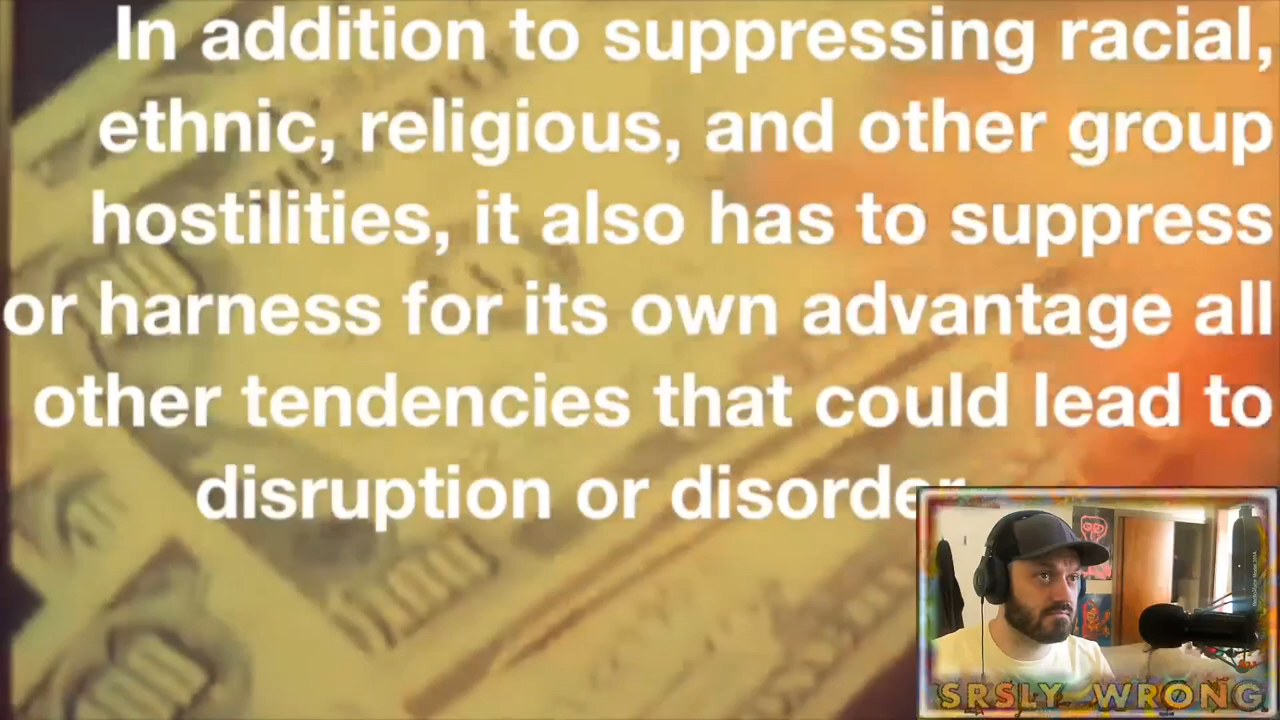 In addition to suppressing racial,
ethnic, religious, and other group
hostilities, it also has to suppress
or harness for its own advantage all
other tendencies that could lead to
disruption or disorder
SRSLY WRONG